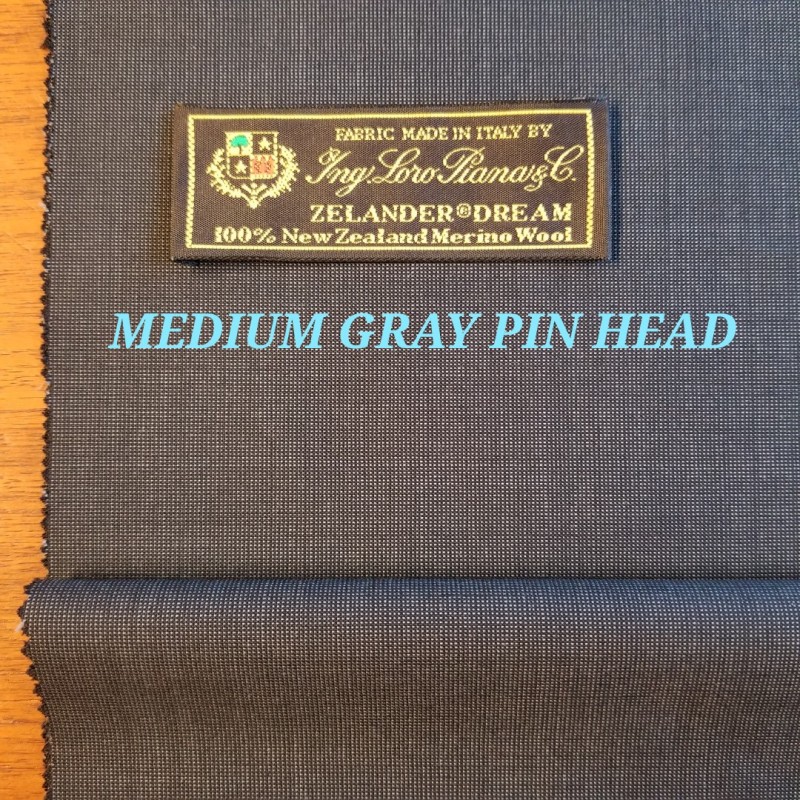 FABRIC MADE IN ITALY BY
Ing. Loro Piana & C.
ZELANDER®DREAM
100% New Zealand Merino Wool
MEDIUM GRAY PIN HEAD